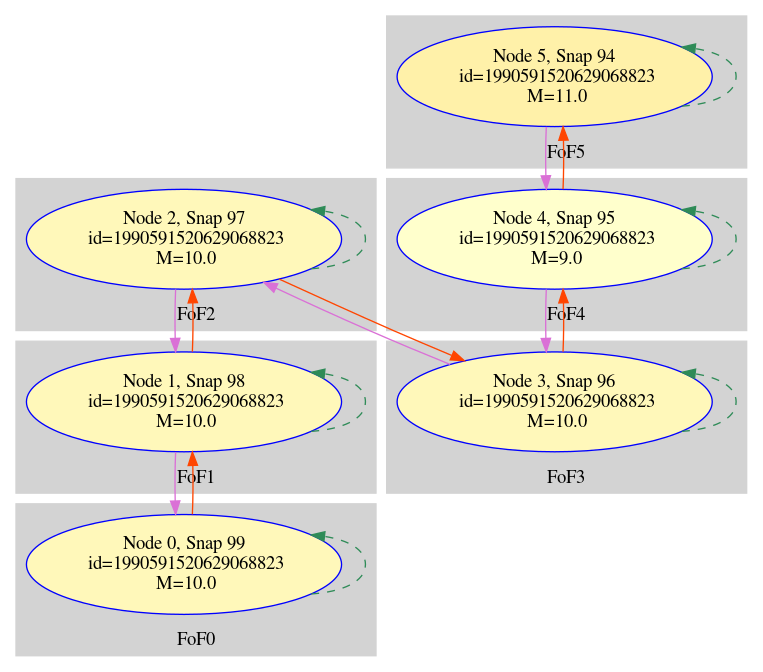 Node 5, Snap 94
id=1990591520629068823
M=11.0
FoF5
Node 2, Snap 97
id=1990591520629068823
M=10.0
FoF2
Node 4, Snap 95
id=1990591520629068823
M=9.0
FoF4
Node 1, Snap 98
id=1990591520629068823
M=10.0
FoF1
Node 3, Snap 96
id=1990591520629068823
M=10.0
FoF3
Node 0, Snap 99
id=1990591520629068823
M=10.0
FoF0